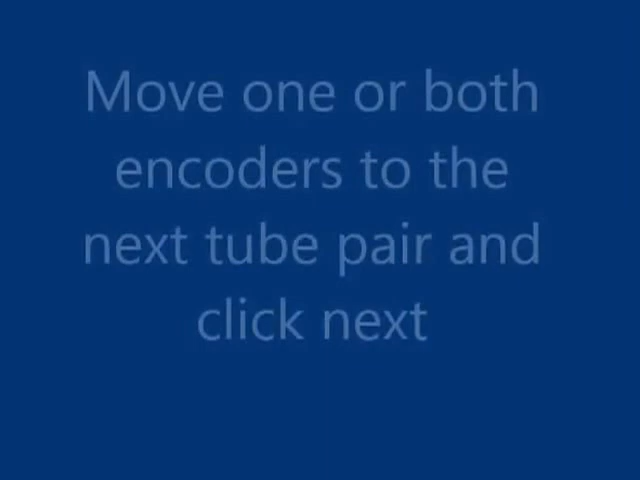 Move one or both
encoders to the
next tube pair and
click next